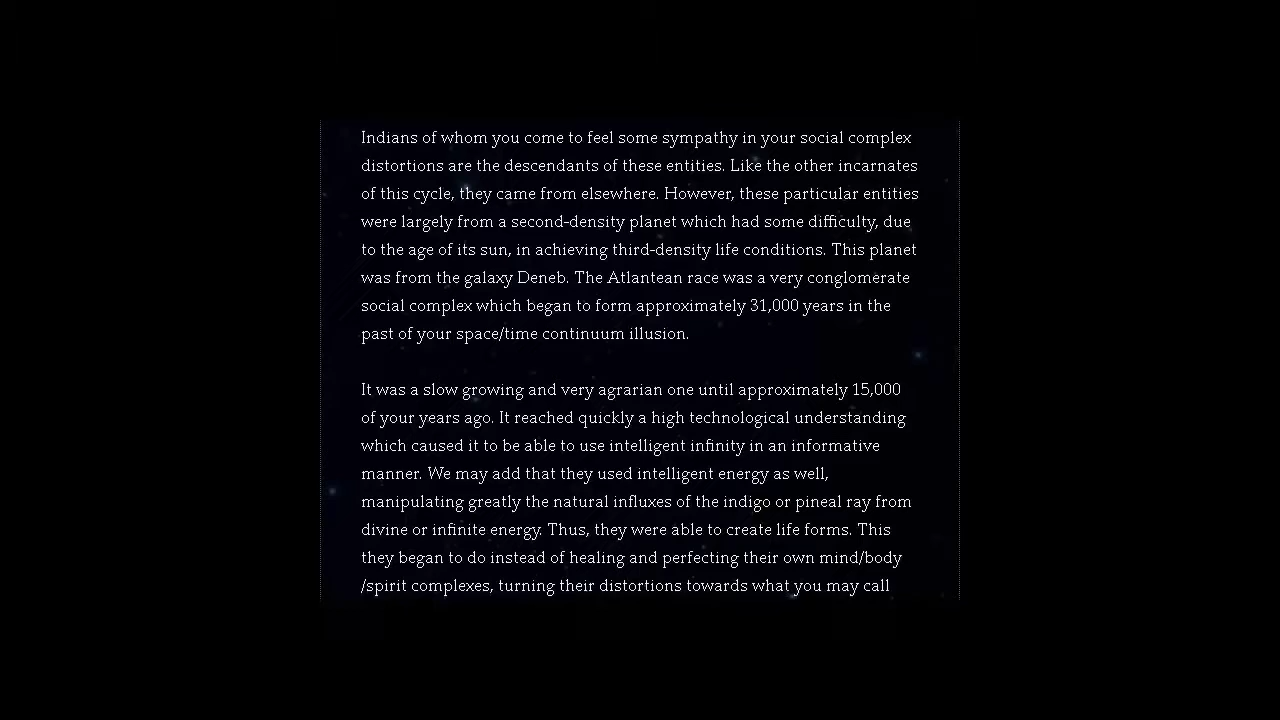 Indians of whom you come to feel some sympathy in your social complex
distortions are the descendants of these entities. Like the other incarnates
of this cycle, they came from elsewhere. However, these particular entities
were largely from a second-density planet which had some difficulty, due
to the age of its sun, in achieving third-density life conditions. This planet
was from the galaxy Deneb. The Atlantean race was a very conglomerate
social complex which began to form approximately 31,000 years in the
past of your space/time continuum illusion.
It was a slow growing and very agrarian one until approximately 15,000
of your years ago. It reached quickly a high technological understanding
which caused it to be able to use intelligent infinity in an informative
manner. We may add that they used intelligent energy as well,
manipulating greatly the natural influxes of the indigo or pineal ray from
divine or infinite energy. Thus, they were able to create life forms. This
they began to do instead of healing and perfecting their own mind/body
/spirit complexes, turning their distortions towards what you may call